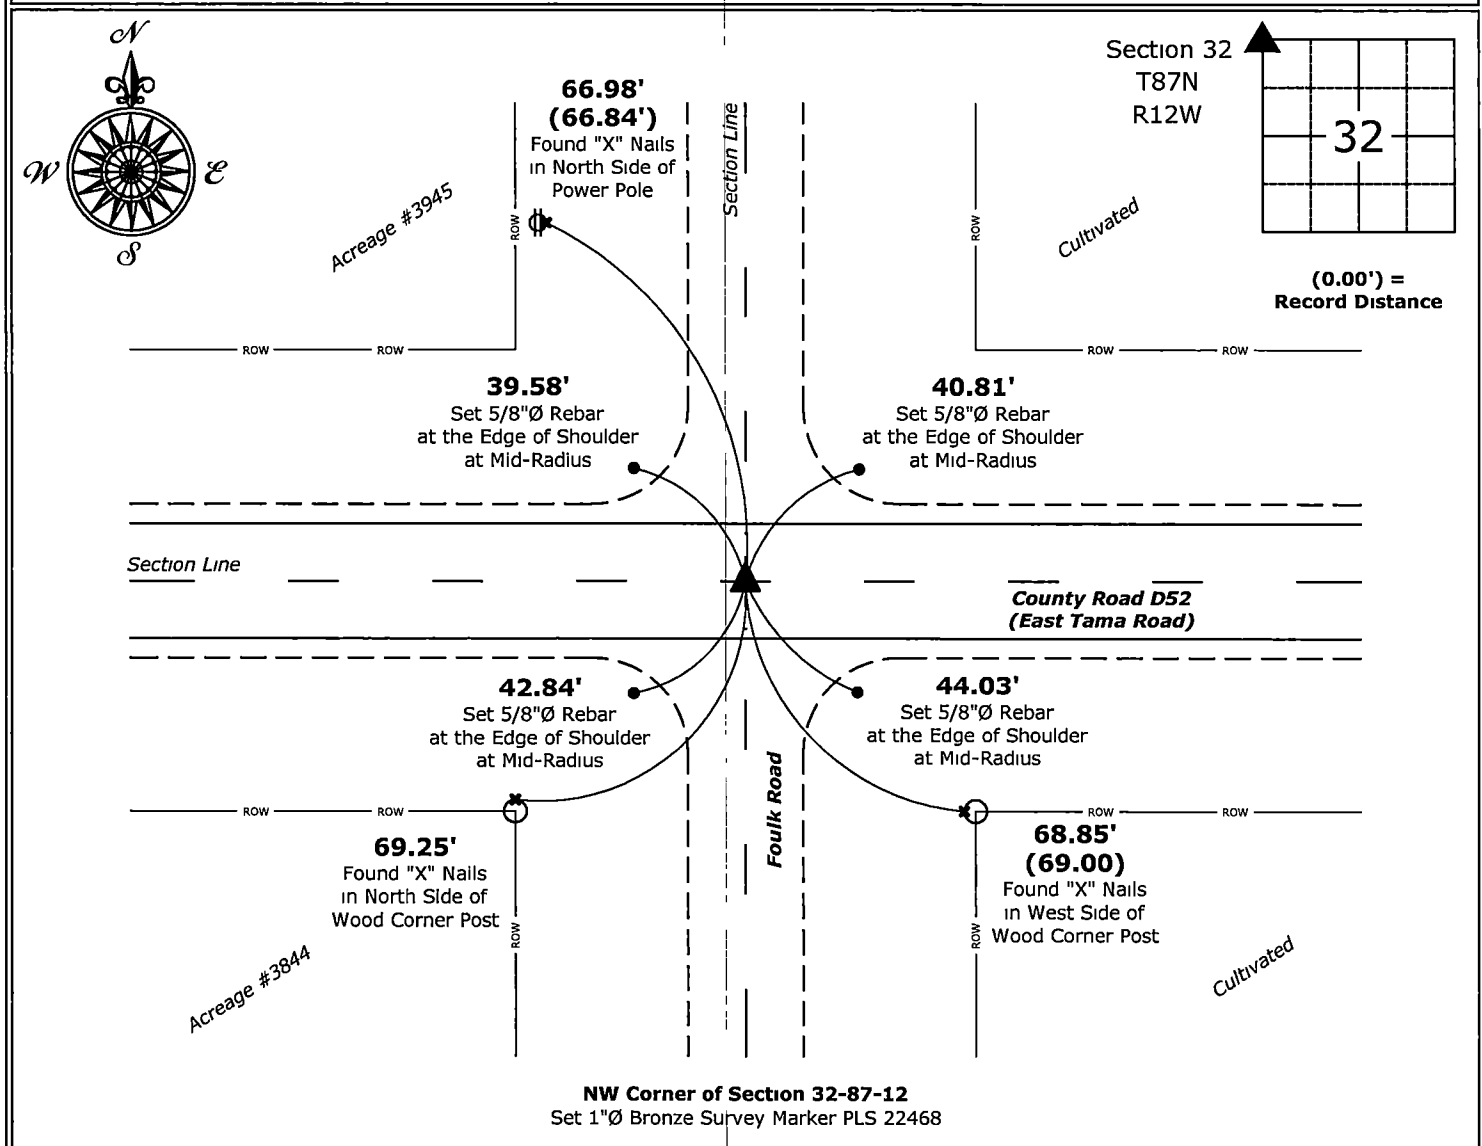 N
W
E
S
Section 32
T87N
R12W
32
(0.00') =
Record Distance
66.98'
(66.84')
Found "X" Nails
in North Side of
Power Pole
Section Line
ROW
ROW
Acreage #3945
Cultivated
ROW
ROW
ROW
ROW
39.58'
Set 5/8"Ø Rebar
at the Edge of Shoulder
at Mid-Radius
40.81'
Set 5/8"Ø Rebar
at the Edge of Shoulder
at Mid-Radius
Section Line
County Road D52
(East Tama Road)
42.84'
Set 5/8"Ø Rebar
at the Edge of Shoulder
at Mid-Radius
44.03'
Set 5/8"Ø Rebar
at the Edge of Shoulder
at Mid-Radius
Foulk Road
ROW
ROW
ROW
ROW
69.25'
Found "X" Nails
in North Side of
Wood Corner Post
68.85'
(69.00)
Found "X" Nails
in West Side of
Wood Corner Post
ROW
ROW
Acreage #3844
Cultivated
NW Corner of Section 32-87-12
Set 1"Ø Bronze Survey Marker PLS 22468